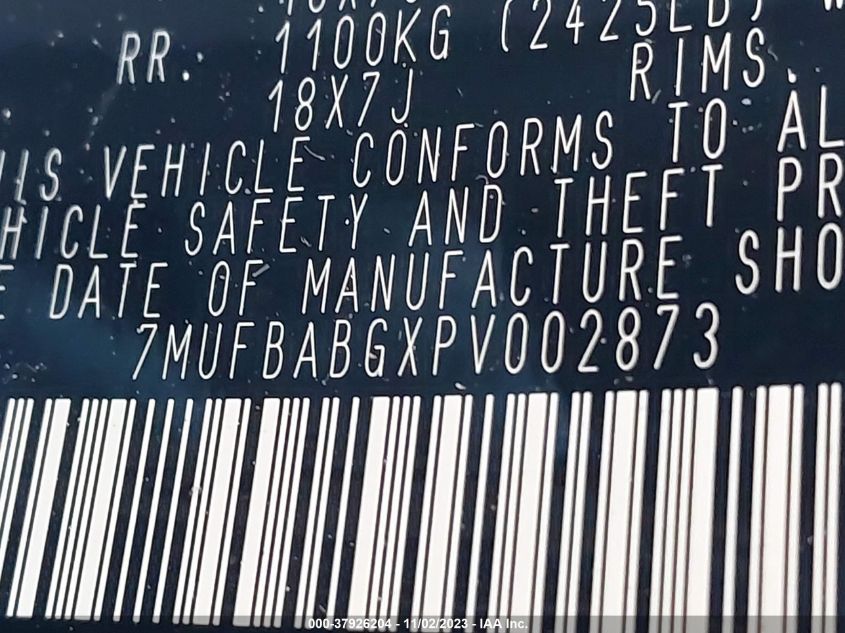 RR. 1100KG (2425LB) W
18X7J RIMS.
HIS VEHICLE CONFORMS TO AL
HICLE SAFETY AND THEFT PR
E DATE OF MANUFACTURE SHO
7MUFBABGXPV002873
000-37926204 - 11/02/2023 - IAA Inc.